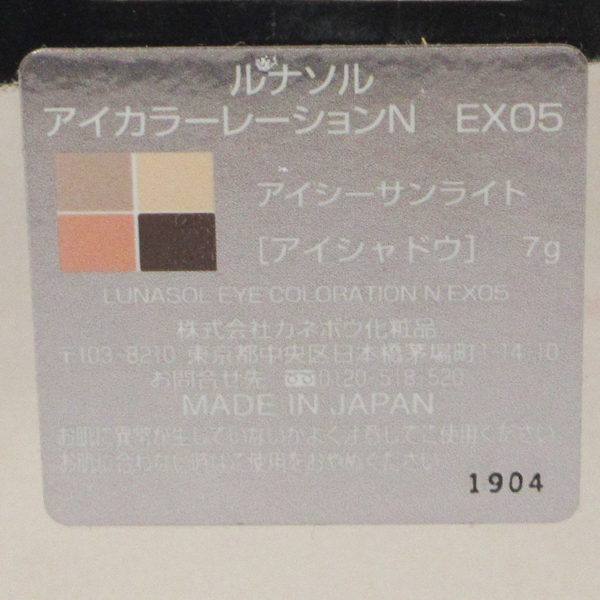 ルナソル
アイカラーレーションN EX05
アイシーサンライト
[アイシャドウ] 7g
LUNASOL EYE COLORATION N EX05
株式会社カネボウ化粧品
〒103-8210 東京都中央区日本橋茅場町1-14-10
お問合せ先 0120-518-520
MADE IN JAPAN
お肌に異常が生じていないかよく注意してご使用ください
お肌に合わない時はご使用をおやめください
1904